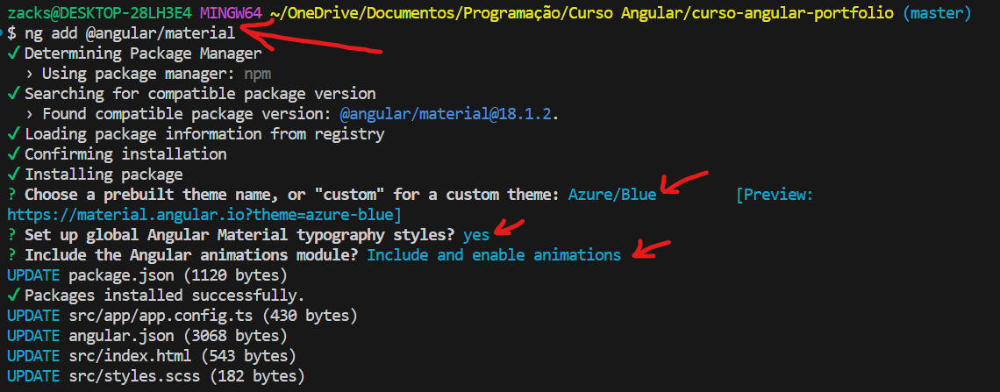 zacks@DESKTOP-28LH3E4 MINGW64 ~/OneDrive/Documentos/Programação/Curso Angular/curso-angular-portfolio (master)
$ ng add @angular/material
✓ Determining Package Manager
› Using package manager: npm
✓ Searching for compatible package version
› Found compatible package version: @angular/material@18.1.2.
✓ Loading package information from registry
✓ Confirming installation
✓ Installing package
? Choose a prebuilt theme name, or "custom" for a custom theme: Azure/Blue [Preview:
https://material.angular.io?theme=azure-blue]
? Set up global Angular Material typography styles? yes
? Include the Angular animations module? Include and enable animations
UPDATE package.json (1120 bytes)
✓ Packages installed successfully.
UPDATE src/app/app.config.ts (430 bytes)
UPDATE angular.json (3068 bytes)
UPDATE src/index.html (543 bytes)
UPDATE src/styles.scss (182 bytes)